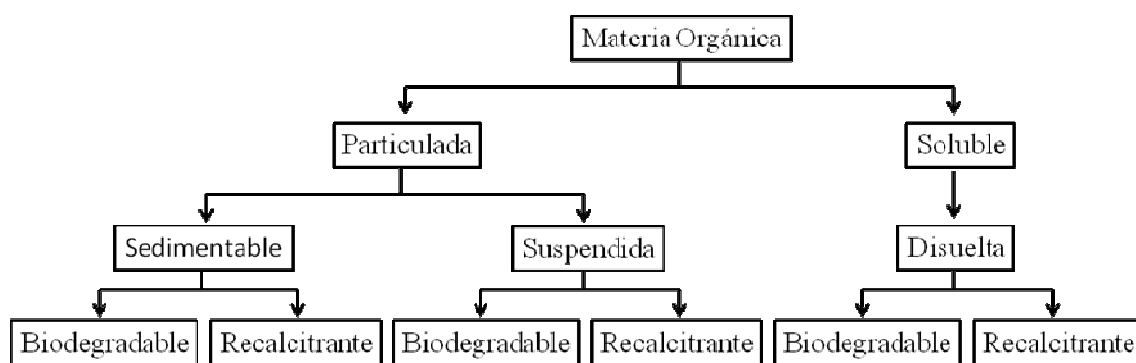 Materia Orgánica
Particulada
Soluble
Sedimentable
Suspendida
Disuelta
Biodegradable
Recalcitrante
Biodegradable
Recalcitrante
Biodegradable
Recalcitrante